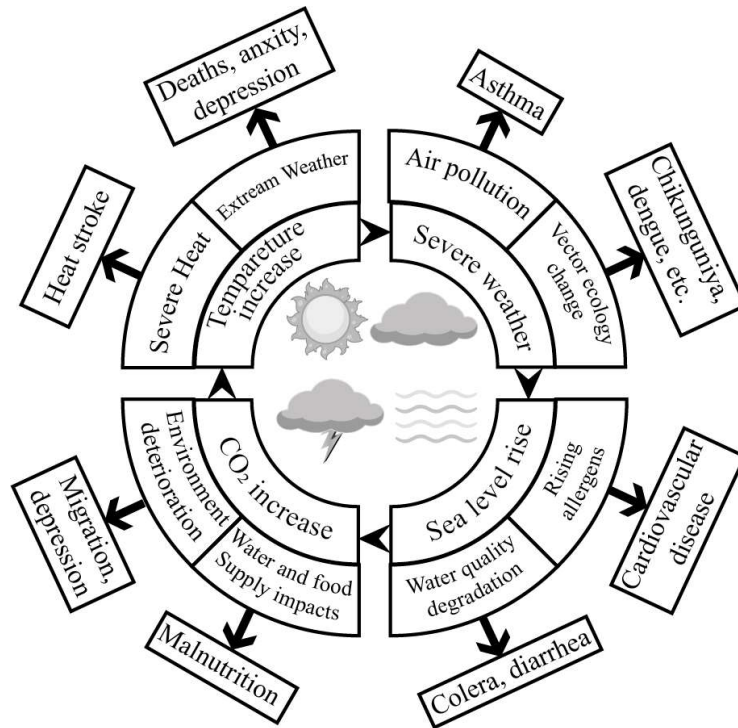 Deaths, anxity,
depression
Asthma
Heat stroke
Extream Weather
Air pollution
Chikunguniya,
dengue, etc.
Severe Heat
Tempareture
increase
Severe weather
Vector ecology
change
Environment
deterioration
CO₂ increase
Sea level rise
Rising
allergens
Migration,
depression
Water and food
Supply impacts
Water quality
degradation
Cardiovascular
disease
Malnutrition
Colera, diarrhea